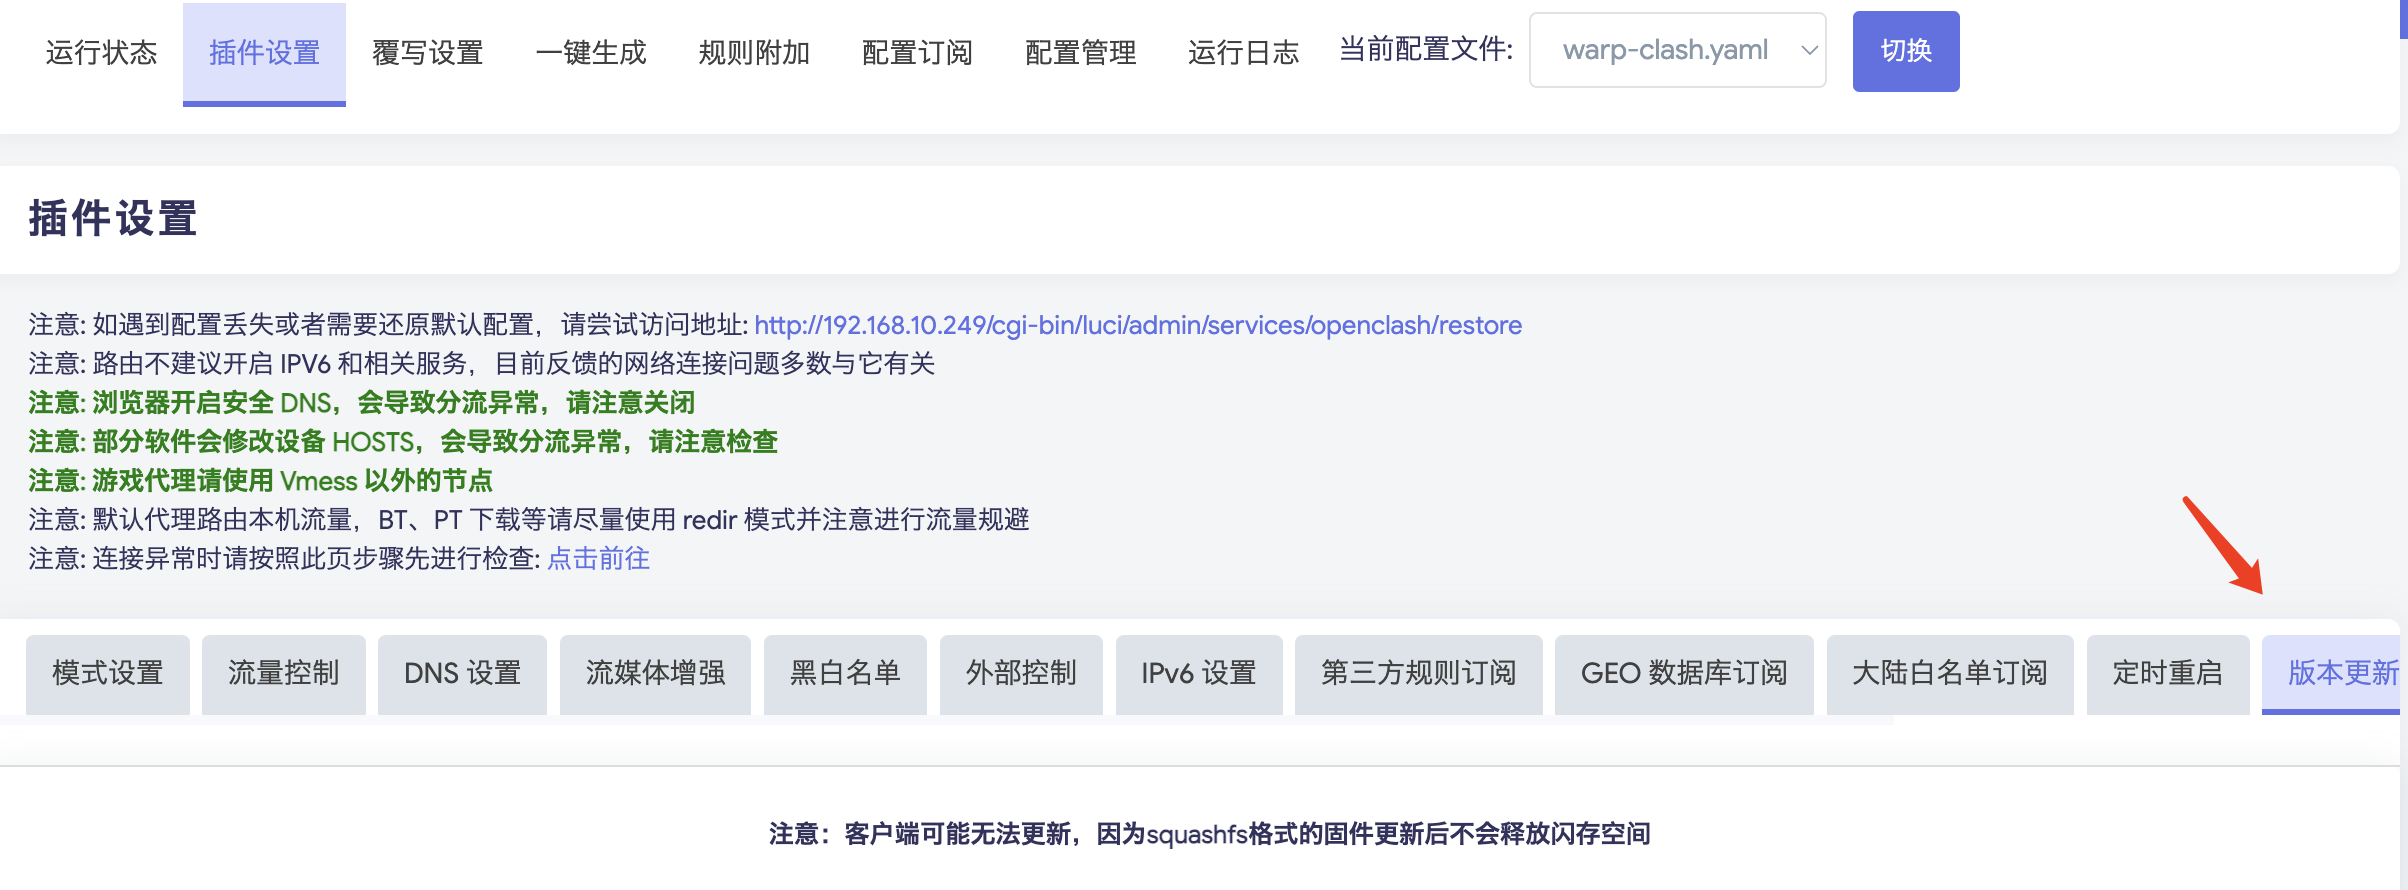 运行状态 插件设置 覆写设置 一键生成 规则附加 配置订阅 配置管理 运行日志 当前配置文件: warp-clash.yaml 切换
插件设置
注意: 如遇到配置丢失或者需要还原默认配置，请尝试访问地址: http://192.168.10.249/cgi-bin/luci/admin/services/openclash/restore
注意: 路由不建议开启 IPV6 和相关服务，目前反馈的网络连接问题多数与它有关
注意: 浏览器开启安全 DNS，会导致分流异常，请注意关闭
注意: 部分软件会修改设备 HOSTS，会导致分流异常，请注意检查
注意: 游戏代理请使用 Vmess 以外的节点
注意: 默认代理路由本机流量，BT、PT 下载等请尽量使用 redir 模式并注意进行流量规避
注意: 连接异常时请按照此页步骤先进行检查: 点击前往
模式设置 流量控制 DNS 设置 流媒体增强 黑白名单 外部控制 IPv6 设置 第三方规则订阅 GEO 数据库订阅 大陆白名单订阅 定时重启 版本更新
注意：客户端可能无法更新，因为squashfs格式的固件更新后不会释放闪存空间